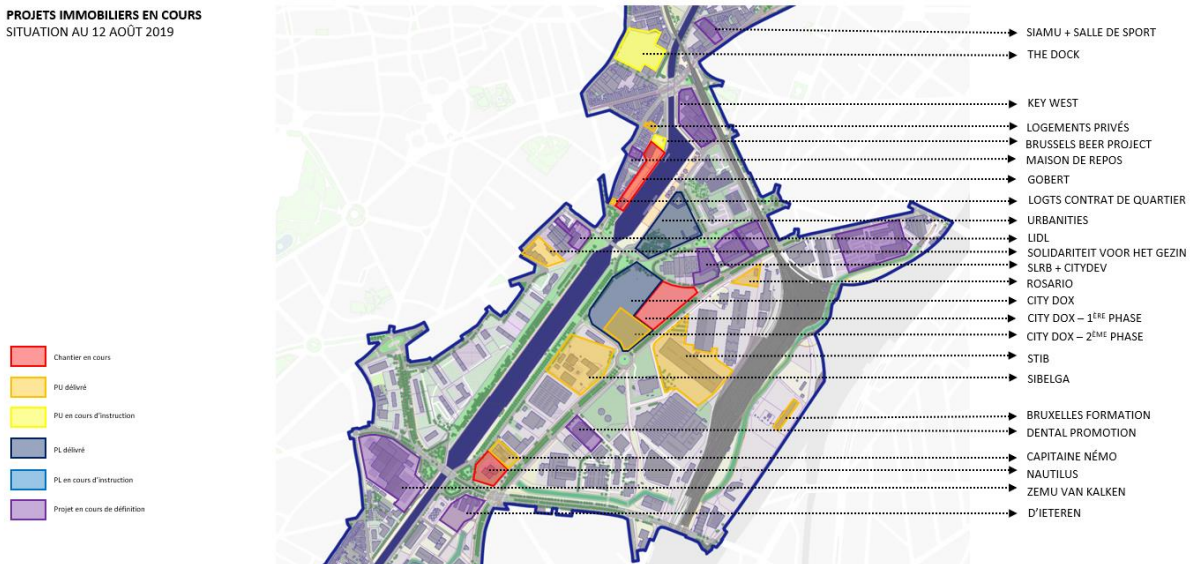 PROJETS IMMOBILIERS EN COURS
SITUATION AU 12 AOÛT 2019
SIAMU + SALLE DE SPORT
THE DOCK
KEY WEST
LOGEMENTS PRIVÉS
BRUSSELS BEER PROJECT
MAISON DE REPOS
GOBERT
LOGTS CONTRAT DE QUARTIER
URBANITIES
LIDL
SOLIDARITEIT VOOR HET GEZIN
SLRB + CITYDEV
ROSARIO
CITY DOX
CITY DOX – 1ÈRE PHASE
CITY DOX – 2ÈME PHASE
STIB
SIBELGA
BRUXELLES FORMATION
DENTAL PROMOTION
CAPITAINE NÉMO
NAUTILUS
ZEMU VAN KALKEN
D'IETEREN
Chantier en cours
PU délivré
PU en cours d'instruction
PL délivré
PL en cours d'instruction
Projet en cours de définition